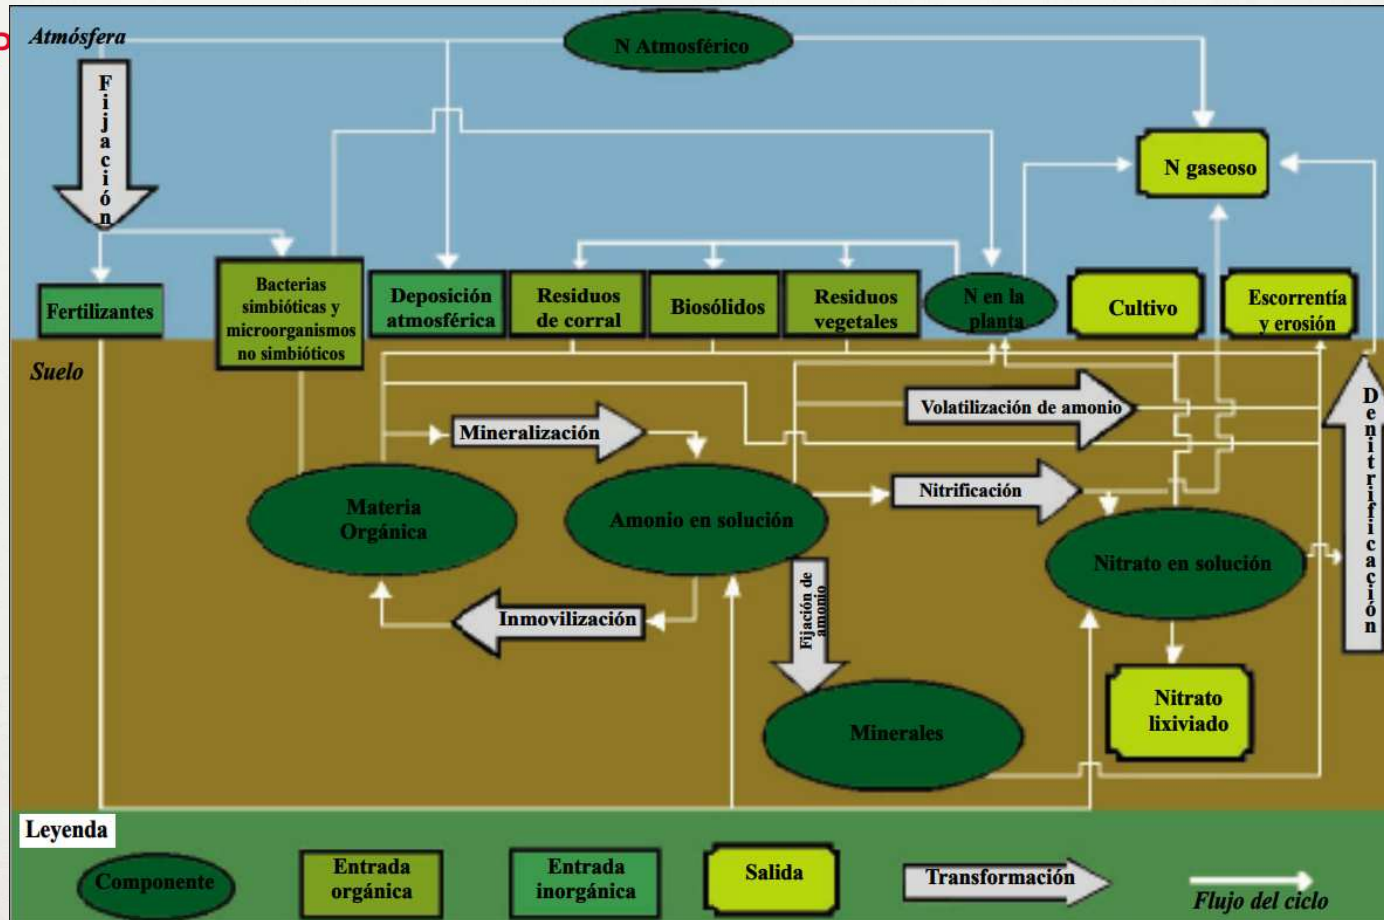 Atmósfera
N Atmosférico
Fijación
N gaseoso
Fertilizantes
Bacterias
simbióticas y
microorganismos
no simbióticos
Deposición
atmosférica
Residuos
de corral
Biosólidos
Residuos
vegetales
N en la
planta
Cultivo
Escorrentía
y erosión
Suelo
Mineralización
Volatilización de amonio
Denitrificación
Materia
Orgánica
Amonio en solución
Nitrificación
Nitrato en solución
Inmovilización
Fijación de
amonio
Minerales
Nitrato
lixiviado
Leyenda
Componente
Entrada
orgánica
Entrada
inorgánica
Salida
Transformación
Flujo del ciclo